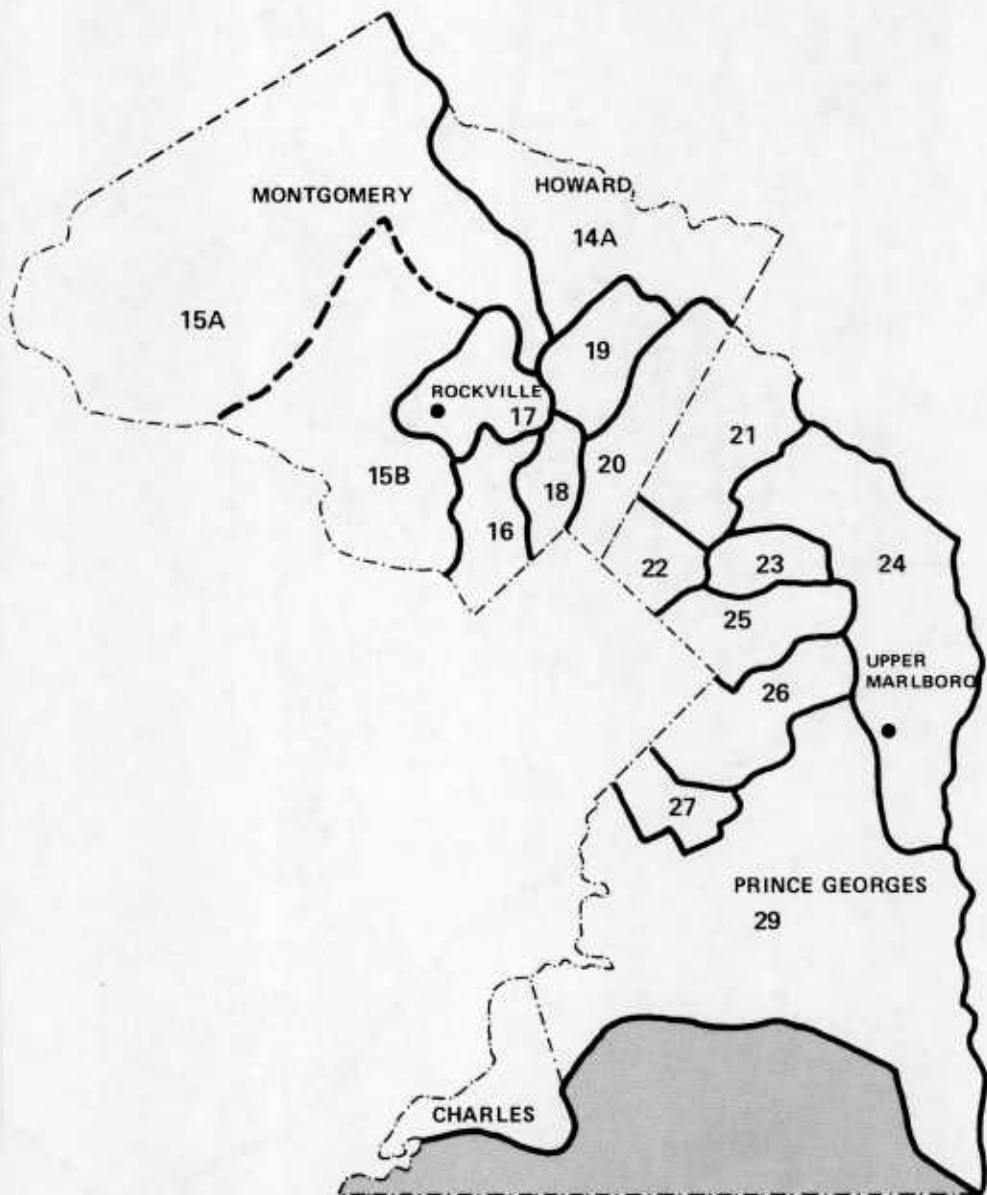 MONTGOMERY
HOWARD
14A
15A
19
ROCKVILLE
17
21
15B
20
18
16
22
23
24
25
UPPER
MARLBORO
26
27
PRINCE GEORGES
29
CHARLES